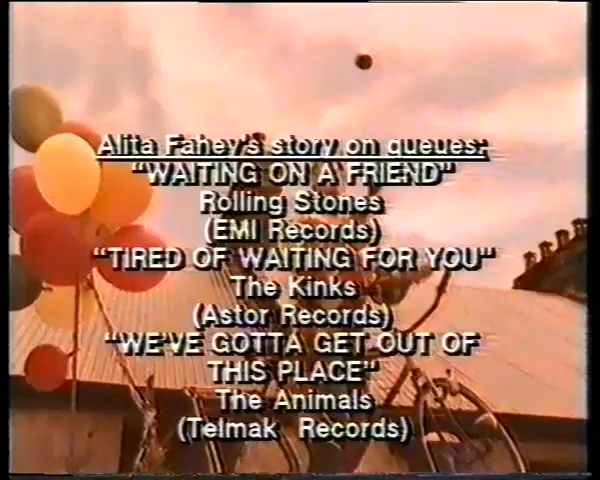 Alita Fahey's story on queues:
"WAITING ON A FRIEND"
Rolling Stones
(EMI Records)
"TIRED OF WAITING FOR YOU"
The Kinks
(Astor Records)
"WE'VE GOTTA GET OUT OF
THIS PLACE"
The Animals
(Telmak Records)